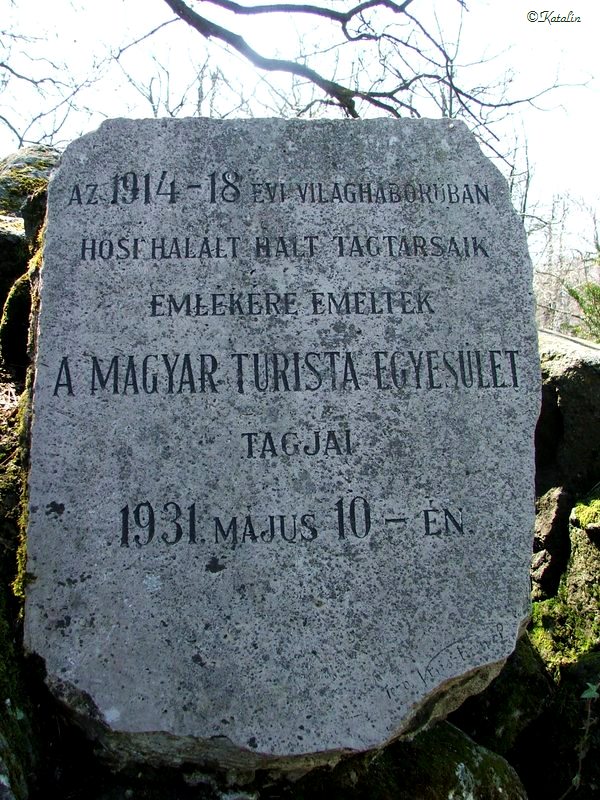 ©Katalin
AZ 1914-18 ÉVI VILÁGHÁBORÚBAN
HŐSI HALÁLT HALT TAGTÁRSAIK
EMLÉKÉRE EMELTÉK
A MAGYAR TURISTA EGYESÜLET
TAGJAI
1931. MÁJUS 10-ÉN.